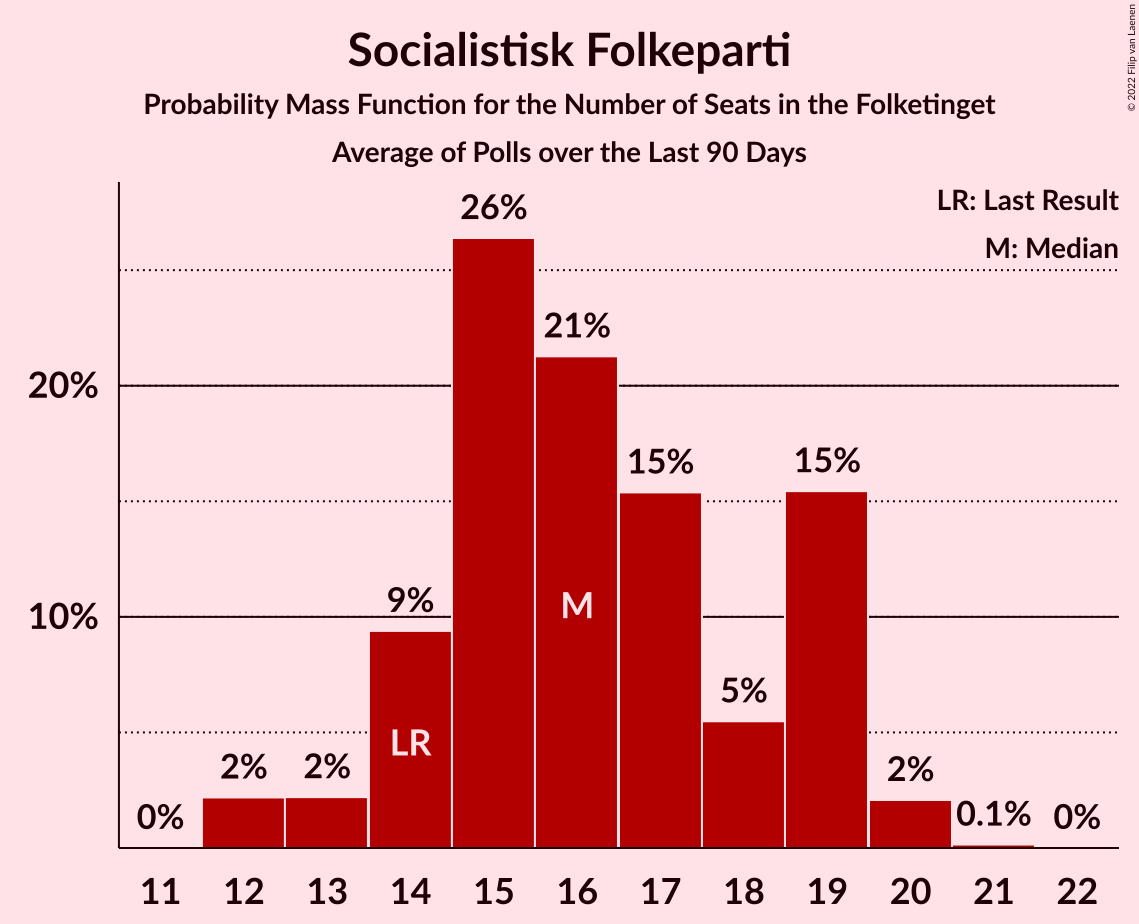 Socialistisk Folkeparti
Probability Mass Function for the Number of Seats in the Folketinget
Average of Polls over the Last 90 Days
© 2022 Filip van Laenen
LR: Last Result
M: Median
20%
10%
0%
2%
2%
9%
26%
21%
15%
5%
15%
2%
0.1%
0%
LR
M
11 12 13 14 15 16 17 18 19 20 21 22